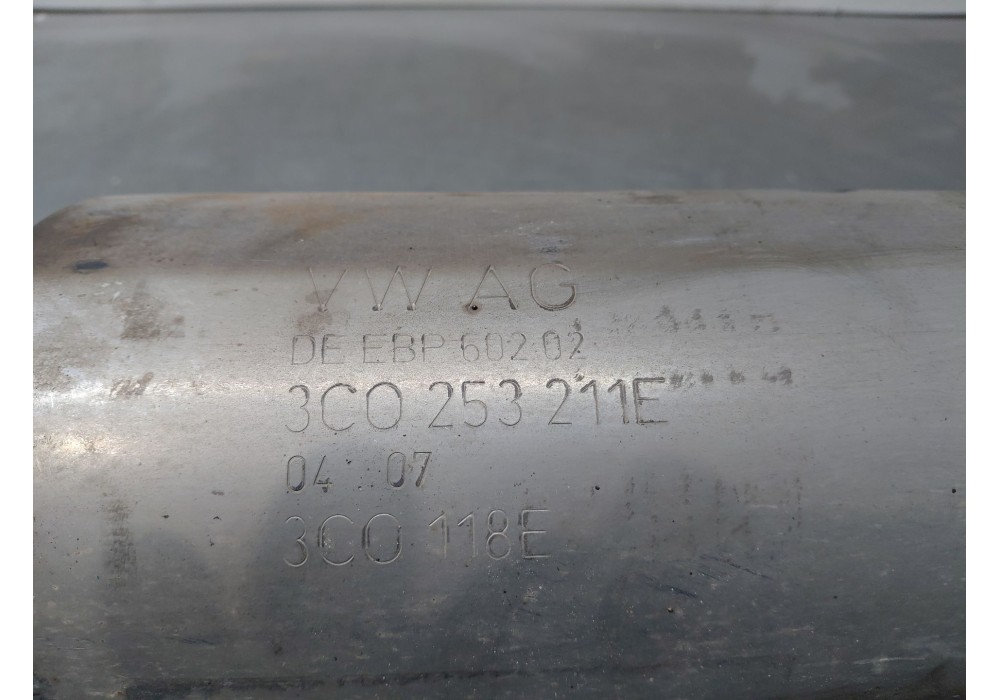 VW AG
DE EBP 602 02
3C0 253 211E
04 07
3C0 118E